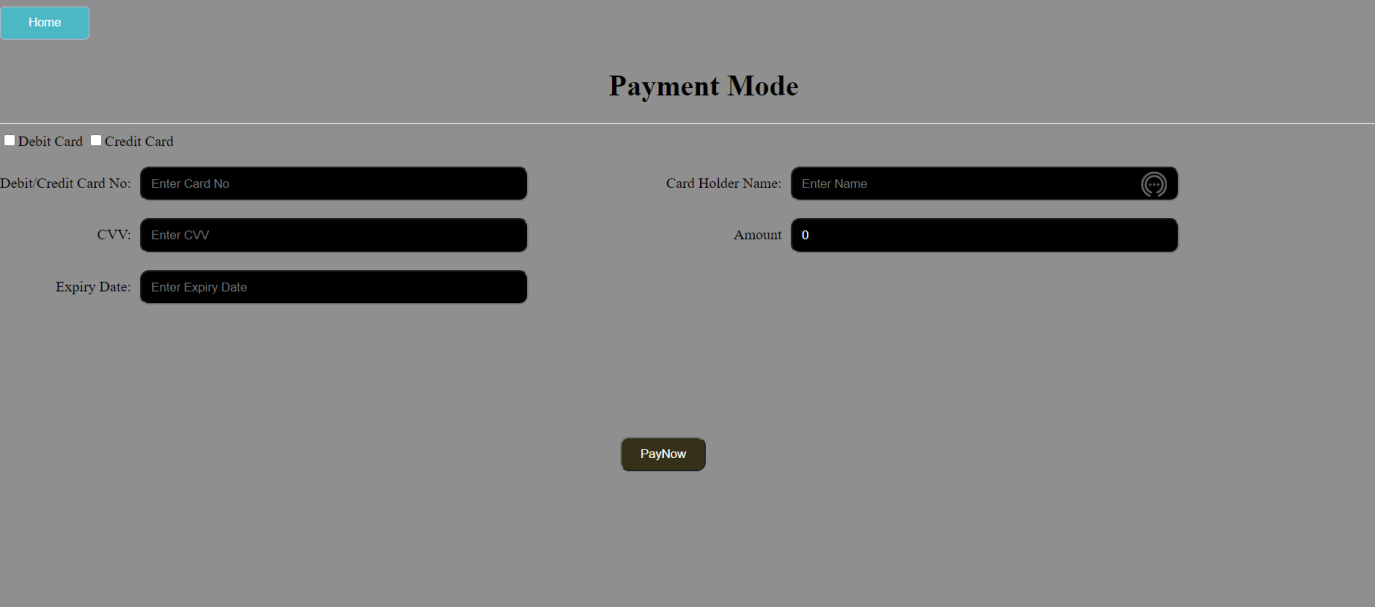 Home
Payment Mode
Debit Card Credit Card
Debit/Credit Card No: Enter Card No Card Holder Name: Enter Name
CVV: Enter CVV Amount 0
Expiry Date: Enter Expiry Date
PayNow